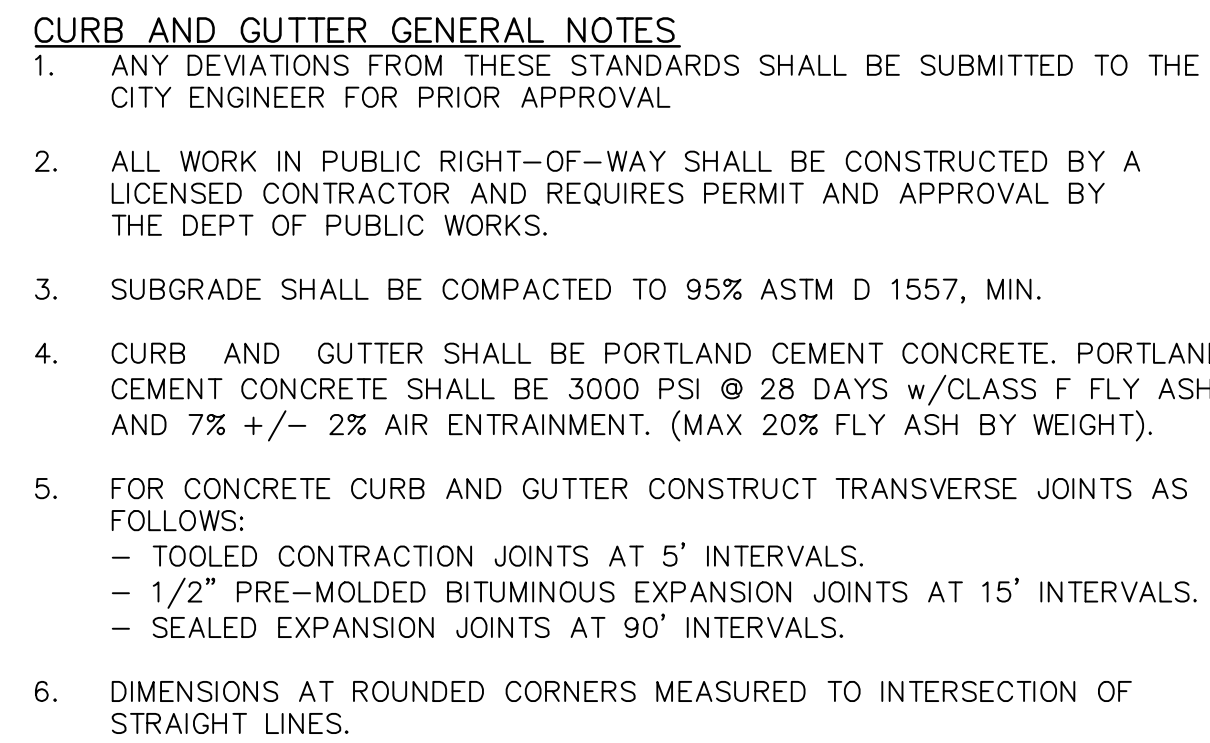 CURB AND GUTTER GENERAL NOTES
1. ANY DEVIATIONS FROM THESE STANDARDS SHALL BE SUBMITTED TO THE
CITY ENGINEER FOR PRIOR APPROVAL
2. ALL WORK IN PUBLIC RIGHT-OF-WAY SHALL BE CONSTRUCTED BY A
LICENSED CONTRACTOR AND REQUIRES PERMIT AND APPROVAL BY
THE DEPT OF PUBLIC WORKS.
3. SUBGRADE SHALL BE COMPACTED TO 95% ASTM D 1557, MIN.
4. CURB AND GUTTER SHALL BE PORTLAND CEMENT CONCRETE. PORTLAND
CEMENT CONCRETE SHALL BE 3000 PSI @ 28 DAYS w/CLASS F FLY ASH
AND 7% +/- 2% AIR ENTRAINMENT. (MAX 20% FLY ASH BY WEIGHT).
5. FOR CONCRETE CURB AND GUTTER CONSTRUCT TRANSVERSE JOINTS AS
FOLLOWS:
- TOOLED CONTRACTION JOINTS AT 5' INTERVALS.
- 1/2" PRE-MOLDED BITUMINOUS EXPANSION JOINTS AT 15' INTERVALS.
- SEALED EXPANSION JOINTS AT 90' INTERVALS.
6. DIMENSIONS AT ROUNDED CORNERS MEASURED TO INTERSECTION OF
STRAIGHT LINES.